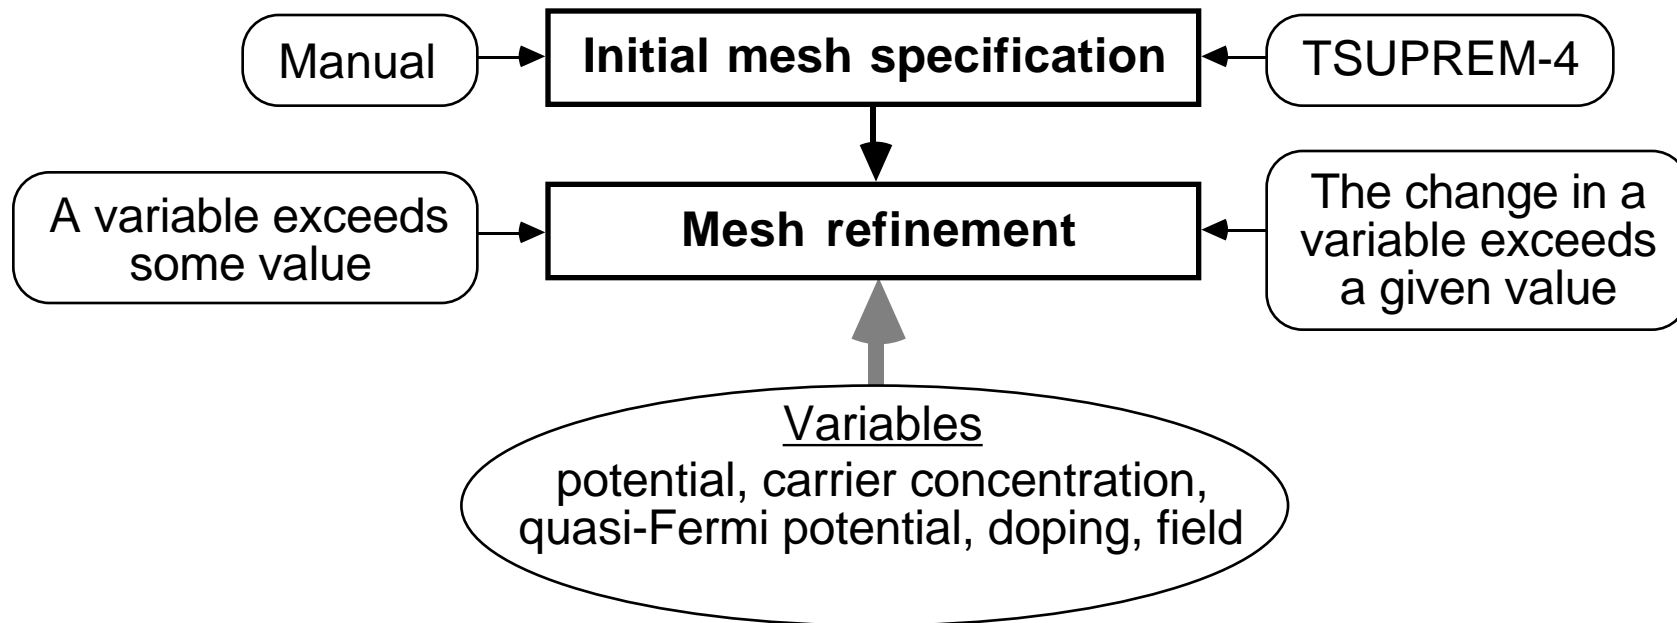 Manual
Initial mesh specification
TSUPREM-4
A variable exceeds
some value
Mesh refinement
The change in a
variable exceeds
a given value
Variables
potential, carrier concentration,
quasi-Fermi potential, doping, field